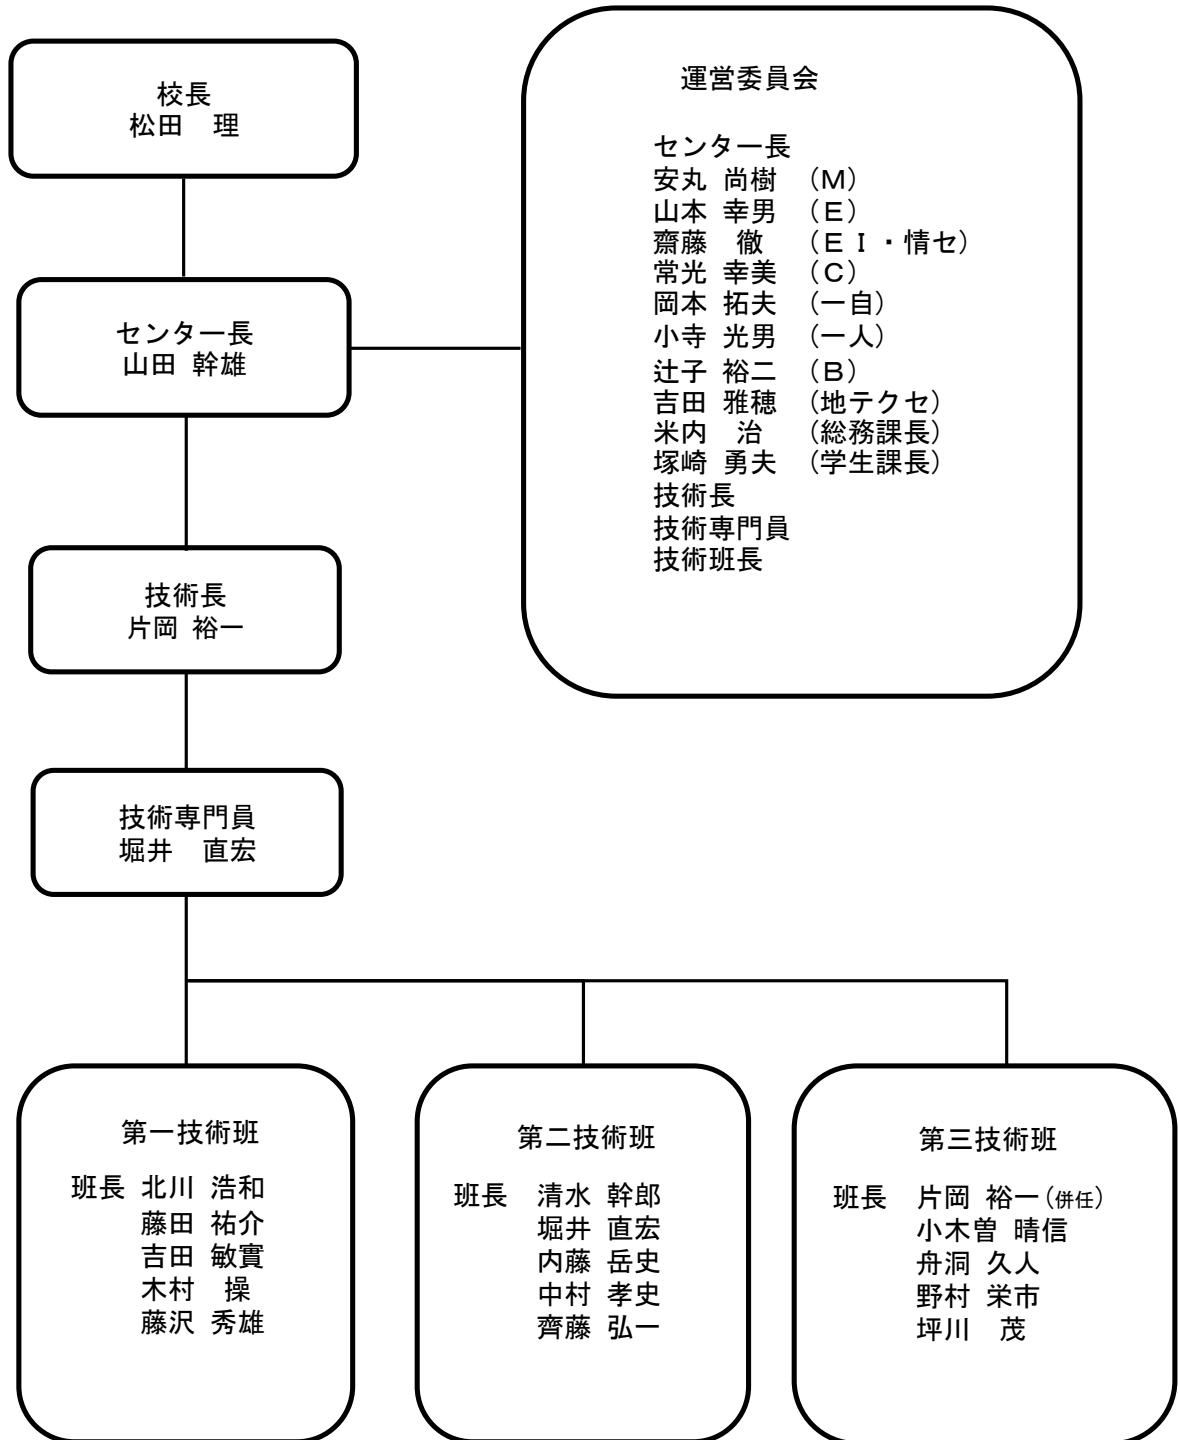 校長
松田　理
運営委員会
センター長
安丸 尚樹　（M）
山本 幸男　（E）
齋藤　徹　（EI・情セ）
常光 幸美　（C）
岡本 拓夫　（一自）
小寺 光男　（一人）
辻子 裕二　（B）
吉田 雅穂　（地テクセ）
米内　治　（総務課長）
塚崎 勇夫　（学生課長）
技術長
技術専門員
技術班長
センター長
山田 幹雄
技術長
片岡 裕一
技術専門員
堀井　直宏
第一技術班
班長 北川 浩和
藤田 祐介
吉田 敏實
木村　操
藤沢 秀雄
第二技術班
班長　清水 幹郎
堀井 直宏
内藤 岳史
中村 孝史
齊藤 弘一
第三技術班
班長　片岡 裕一（併任）
小木曽 晴信
舟洞 久人
野村 栄市
坪川　茂